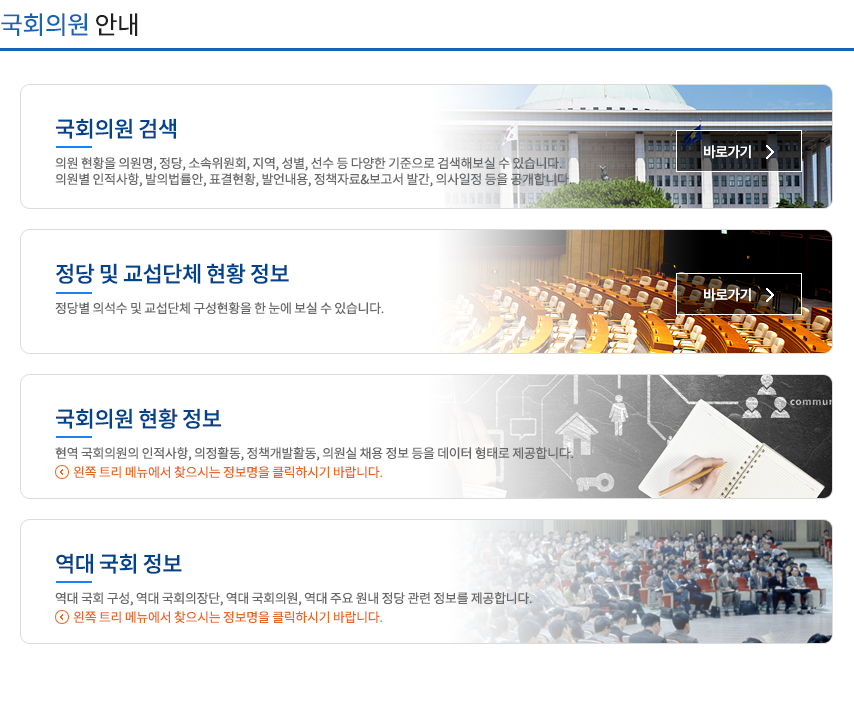 국회의원 안내
국회의원 검색
의원 현황을 의원명, 정당, 소속위원회, 지역, 성별, 선수 등 다양한 기준으로 검색해보실 수 있습니다.
의원별 인적사항, 발의법률안, 표결현황, 발언내용, 정책자료&보고서 발간, 의사일정 등을 공개합니다.
바로가기
정당 및 교섭단체 현황 정보
정당별 의석수 및 교섭단체 구성현황을 한 눈에 보실 수 있습니다.
바로가기
국회의원 현황 정보
현역 국회의원의 인적사항, 의정활동, 정책개발활동, 의원실 채용 정보 등을 데이터 형태로 제공합니다.
왼쪽 트리 메뉴에서 찾으시는 정보명을 클릭하시기 바랍니다.
commun
역대 국회 정보
역대 국회 구성, 역대 국회의장단, 역대 국회의원, 역대 주요 원내 정당 관련 정보를 제공합니다.
왼쪽 트리 메뉴에서 찾으시는 정보명을 클릭하시기 바랍니다.